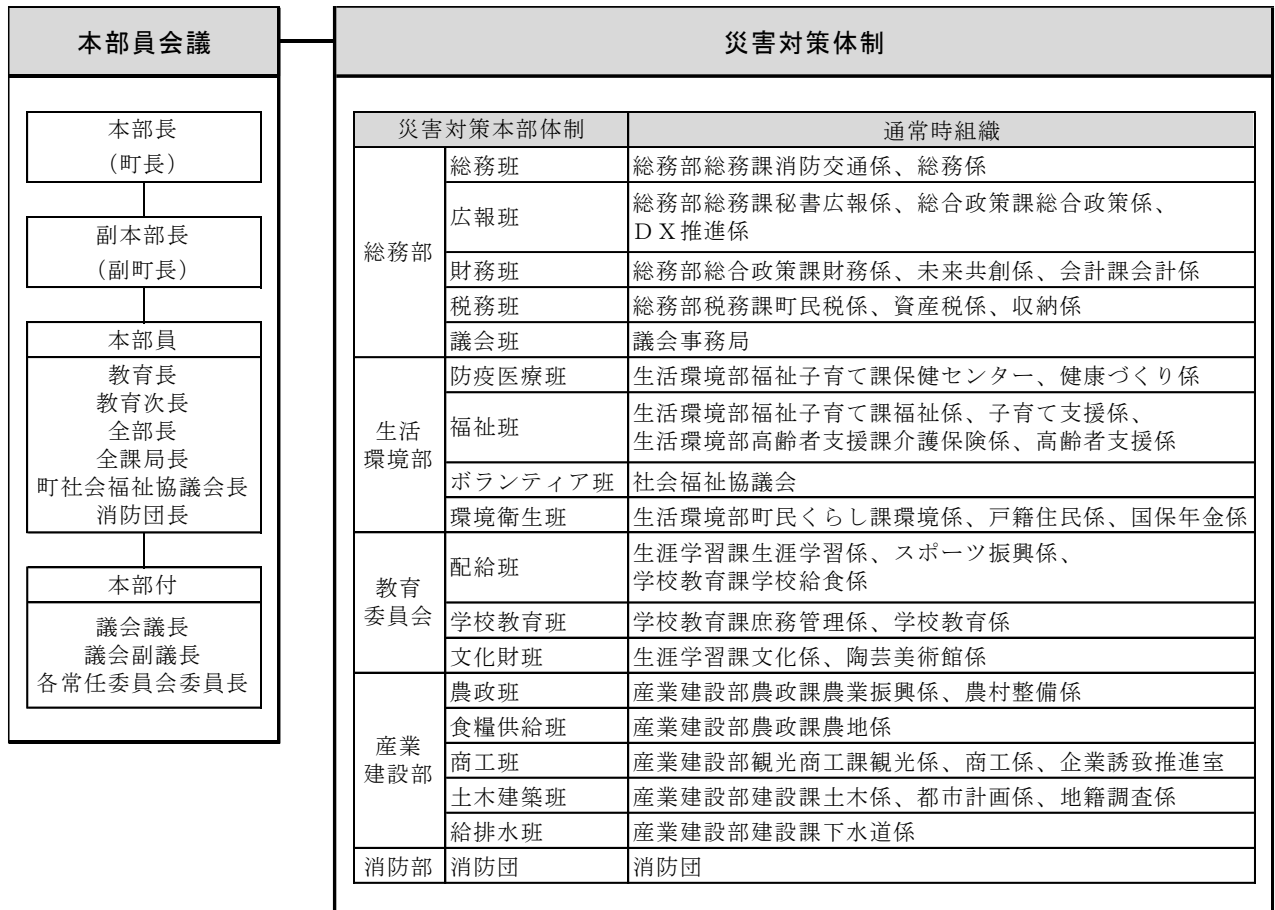 本部員会議
本部長
(町長)
副本部長
(副町長)
本部員
教育長
教育次長
全部長
全課局長
町社会福祉協議会長
消防団長
本部付
議会議長
議会副議長
各常任委員会委員長
災害対策体制
災害対策本部体制 通常時組織
総務部
総務班 総務部総務課消防交通係、総務係
広報班 総務部総務課秘書広報係、総合政策課総合政策係、
ＤＸ推進係
財務班 総務部総合政策課財務係、未来共創係、会計課会計係
税務班 総務部税務課町民税係、資産税係、収納係
議会班 議会事務局
生活
環境部
防疫医療班 生活環境部福祉子育て課保健センター、健康づくり係
福祉班 生活環境部福祉子育て課福祉係、子育て支援係、
生活環境部高齢者支援課介護保険係、高齢者支援係
ボランティア班 社会福祉協議会
環境衛生班 生活環境部町民くらし課環境係、戸籍住民係、国保年金係
教育
委員会
配給班 生涯学習課生涯学習係、スポーツ振興係、
学校教育課学校給食係
学校教育班 学校教育課庶務管理係、学校教育係
文化財班 生涯学習課文化係、陶芸美術館係
産業
建設部
農政班 産業建設部農政課農業振興係、農村整備係
食糧供給班 産業建設部農政課農地係
商工班 産業建設部観光商工課観光係、商工係、企業誘致推進室
土木建築班 産業建設部建設課土木係、都市計画係、地籍調査係
給排水班 産業建設部建設課下水道係
消防部 消防団 消防団